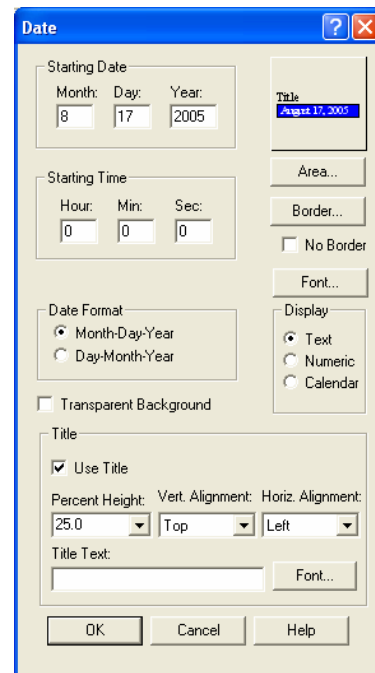 Date
Starting Date
Month: Day: Year:
8 17 2005
Title
August 17, 2005
Area...
Starting Time
Hour: Min: Sec:
0 0 0
Border...
No Border
Font...
Date Format
Month-Day-Year
Day-Month-Year
Display
Text
Numeric
Calendar
Transparent Background
Title
Use Title
Percent Height: Vert. Alignment: Horiz. Alignment:
25.0 Top Left
Title Text:
Font...
OK Cancel Help